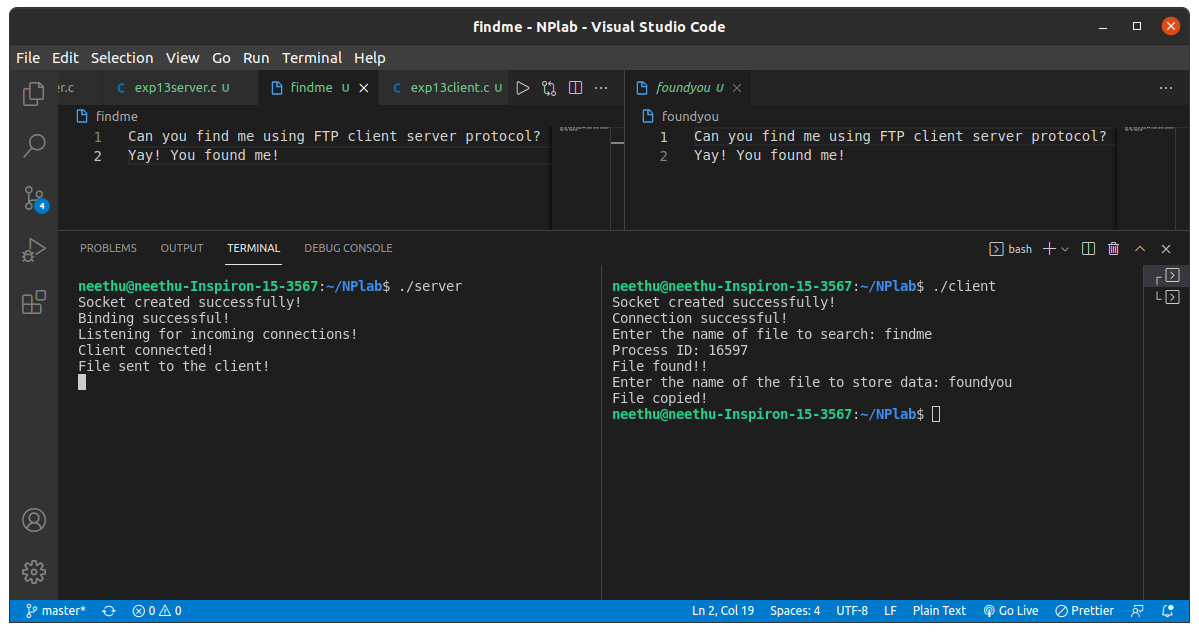 findme - NPlab - Visual Studio Code
File Edit Selection View Go Run Terminal Help
er.c
C exp13server.c U
findme U
C exp13client.c U
foundyou U
findme
1 Can you find me using FTP client server protocol?
2 Yay! You found me!
foundyou
1 Can you find me using FTP client server protocol?
2 Yay! You found me!
4
PROBLEMS OUTPUT TERMINAL DEBUG CONSOLE
bash
neethu@neethu-Inspiron-15-3567:~/NPlab$ ./server
Socket created successfully!
Binding successful!
Listening for incoming connections!
Client connected!
File sent to the client!
neethu@neethu-Inspiron-15-3567:~/NPlab$ ./client
Socket created successfully!
Connection successful!
Enter the name of file to search: findme
Process ID: 16597
File found!!
Enter the name of the file to store data: foundyou
File copied!
neethu@neethu-Inspiron-15-3567:~/NPlab$
master* 0 0 Ln 2, Col 19 Spaces: 4 UTF-8 LF Plain Text Go Live Prettier